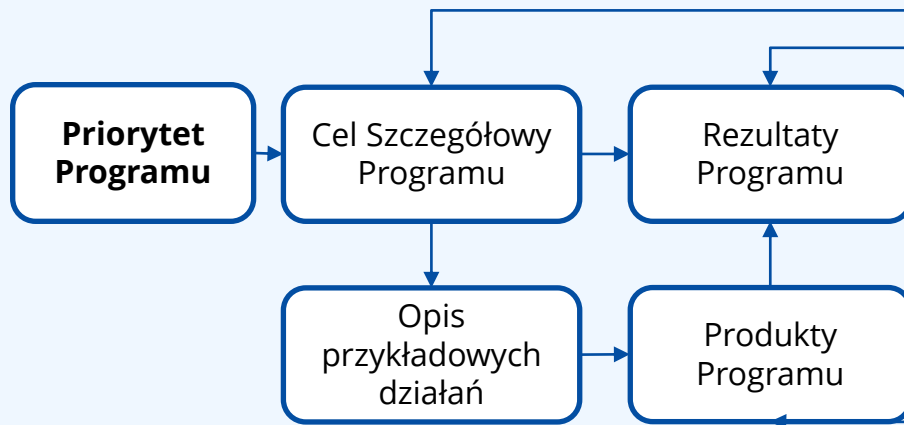 Priorytet
Programu
Cel Szczegółowy
Programu
Rezultaty
Programu
Opis
przykładowych
działań
Produkty
Programu